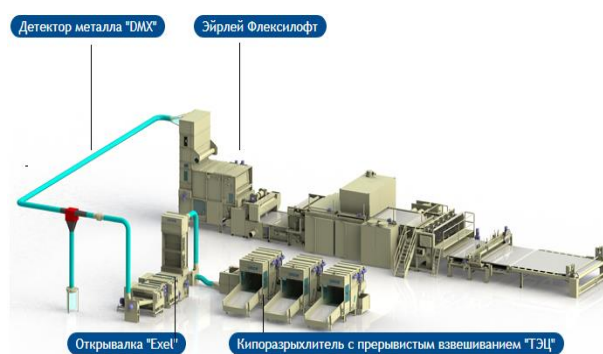 Детектор металла "DMX"
Эйрлей Флексилофт
Открывалка "Exel"
Кипоразрыхлитель с прерывистым взвешиванием "ТЭЦ"